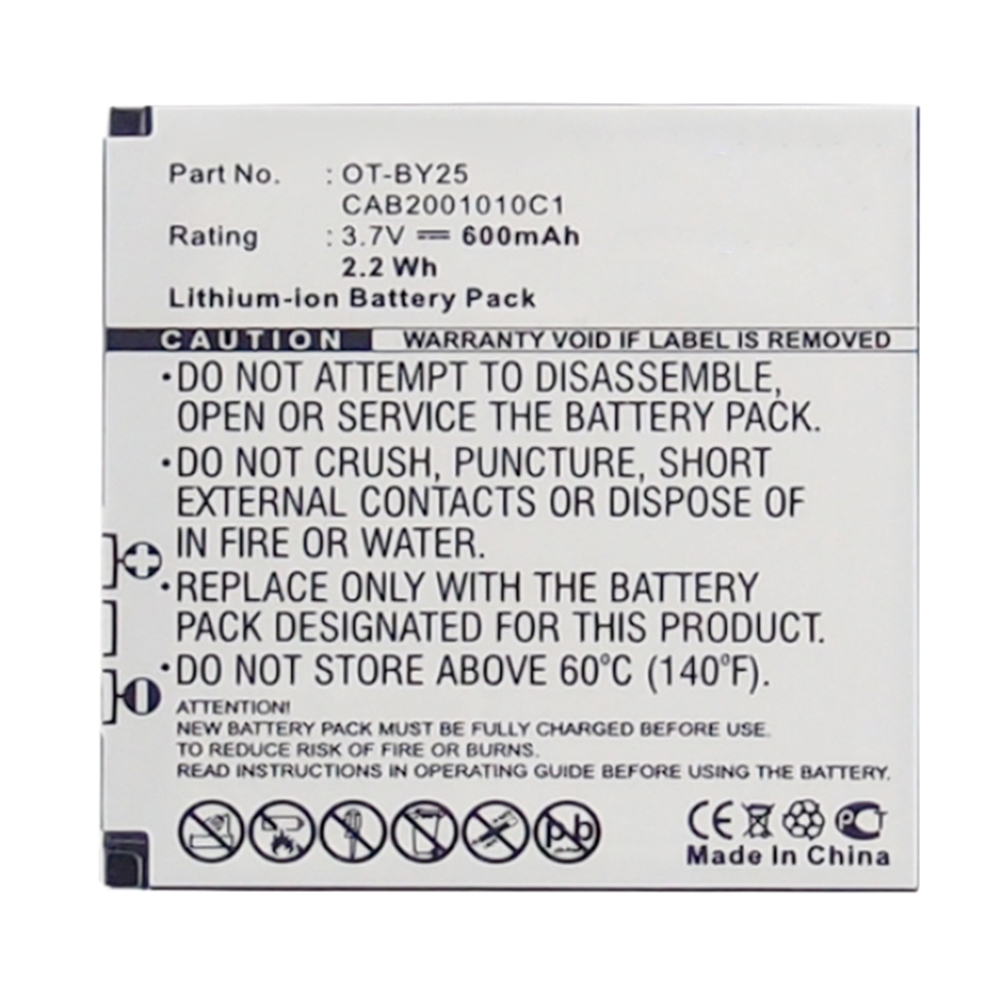 Part No. : OT-BY25
CAB2001010C1
Rating : 3.7V ⎓ 600mAh
2.2 Wh
Lithium-ion Battery Pack
CAUTION WARRANTY VOID IF LABEL IS REMOVED
•DO NOT ATTEMPT TO DISASSEMBLE,
OPEN OR SERVICE THE BATTERY PACK.
•DO NOT CRUSH, PUNCTURE, SHORT
EXTERNAL CONTACTS OR DISPOSE OF
IN FIRE OR WATER.
•REPLACE ONLY WITH THE BATTERY
PACK DESIGNATED FOR THIS PRODUCT.
•DO NOT STORE ABOVE 60°C (140°F).
ATTENTION!
NEW BATTERY PACK MUST BE FULLY CHARGED BEFORE USE.
TO REDUCE RISK OF FIRE OR BURNS.
READ INSTRUCTIONS IN OPERATING GUIDE BEFORE USING THE BATTERY.
Pb CE PCT
Made In China